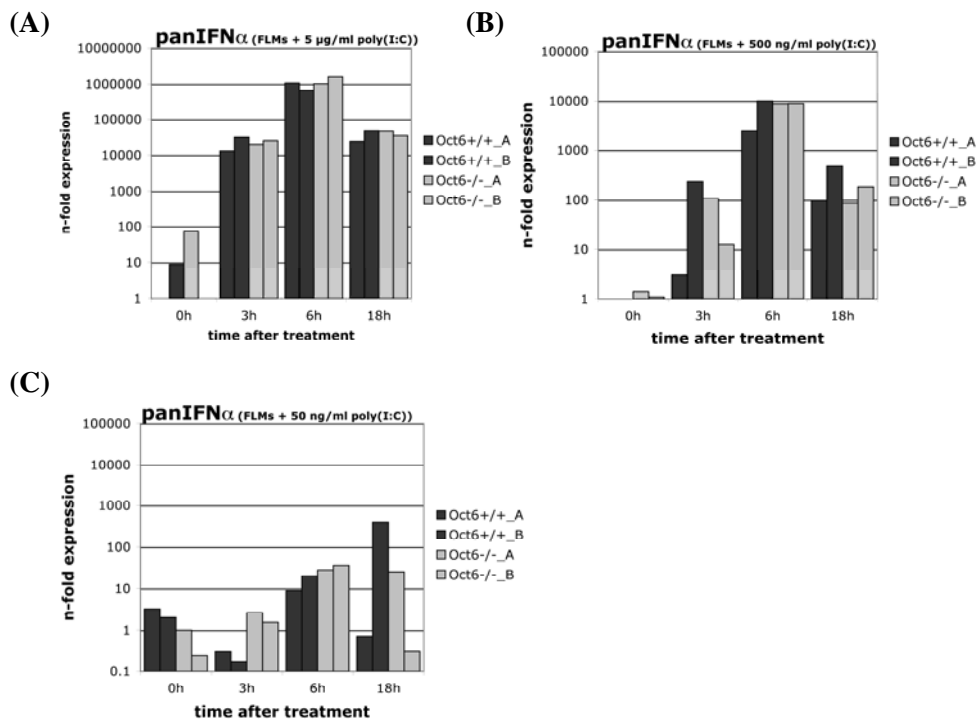 (A)
panIFNα (FLMs + 5 µg/ml poly(I:C))
n-fold expression
10000000
1000000
100000
10000
1000
100
10
1
0h 3h 6h 18h
time after treatment
Oct6+/+_A
Oct6+/+_B
Oct6-/-_A
Oct6-/-_B
(B)
panIFNα (FLMs + 500 ng/ml poly(I:C))
n-fold expression
100000
10000
1000
100
10
1
0h 3h 6h 18h
time after treatment
Oct6+/+_A
Oct6+/+_B
Oct6-/-_A
Oct6-/-_B
(C)
panIFNα (FLMs + 50 ng/ml poly(I:C))
n-fold expression
100000
10000
1000
100
10
1
0.1
0h 3h 6h 18h
time after treatment
Oct6+/+_A
Oct6+/+_B
Oct6-/-_A
Oct6-/-_B